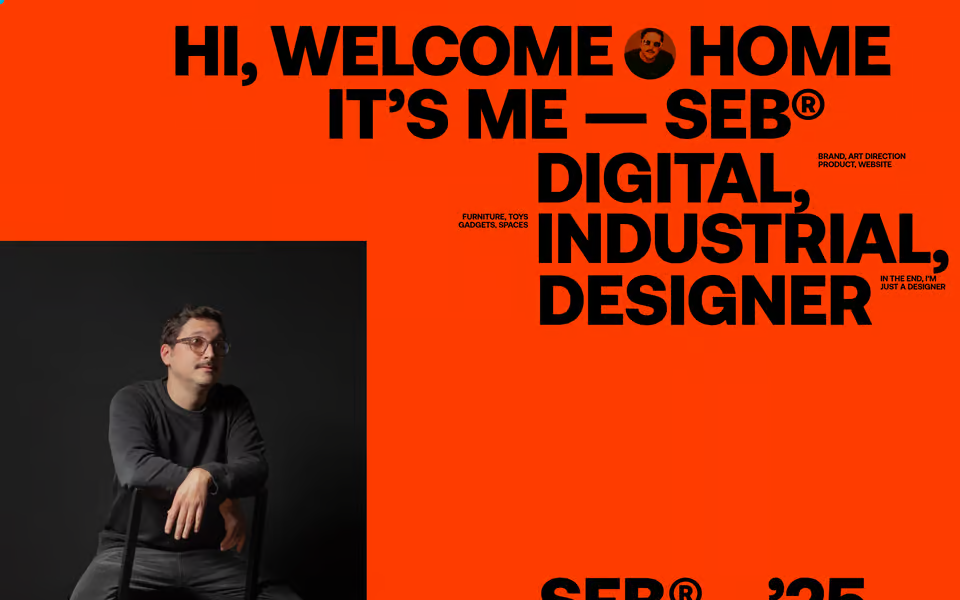 HI, WELCOME HOME
IT’S ME — SEB®
DIGITAL,
BRAND, ART DIRECTION
PRODUCT, WEBSITE
FURNITURE, TOYS
GADGETS, SPACES
INDUSTRIAL,
DESIGNER
IN THE END, I'M
JUST A DESIGNER
SEB® ’25